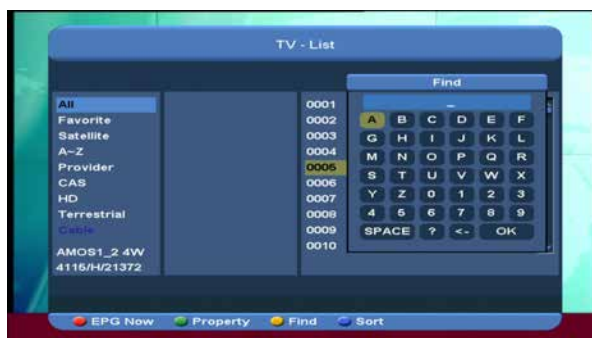 TV - List
Find
All
Favorite
Satellite
A~Z
Provider
CAS
HD
Terrestrial
Cable
AMOS1_2 4W
4115/H/21372
0001
0002
0003
0004
0005
0006
0007
0008
0009
0010
_
A B C D E F
G H I J K L
M N O P Q R
S T U V W X
Y Z 0 1 2 3
4 5 6 7 8 9
SPACE ? <- OK
EPG Now Property Find Sort